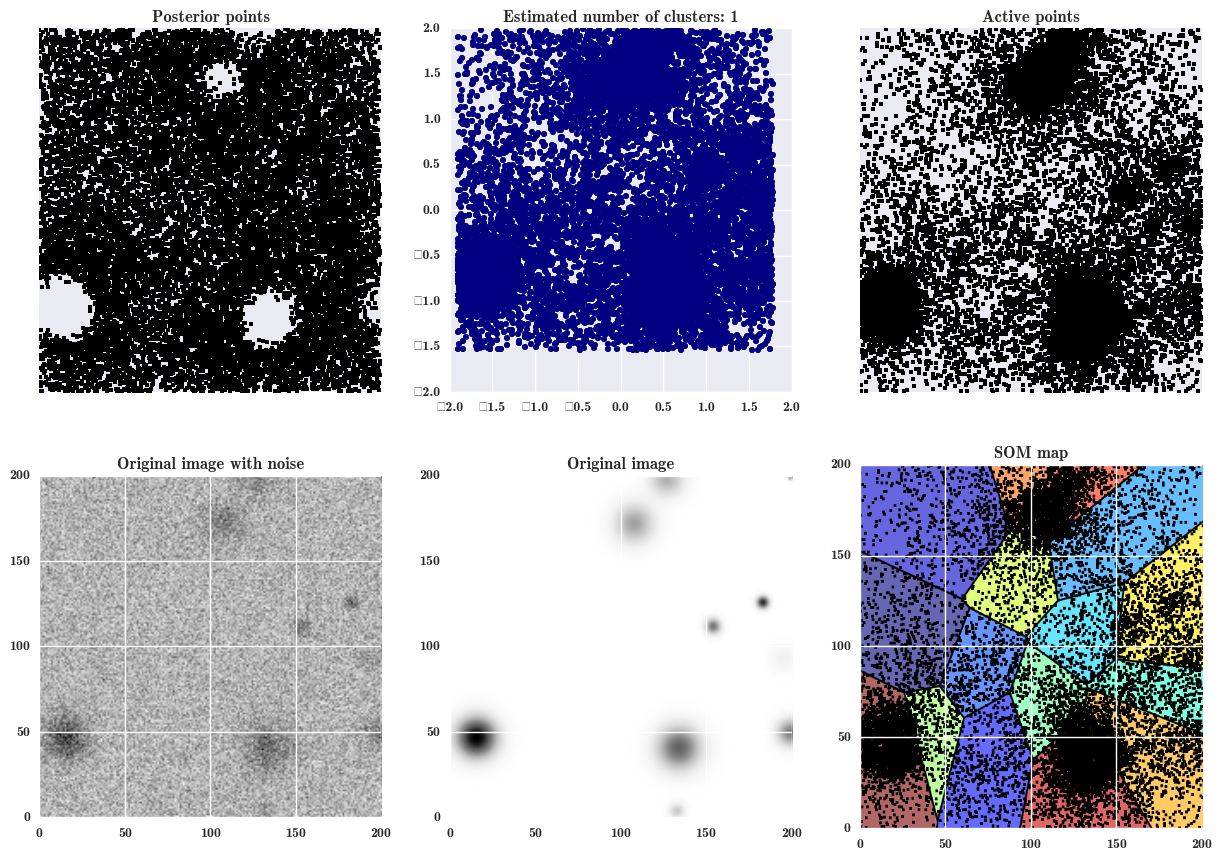 Posterior points
Estimated number of clusters: 1
Active points
2.0
1.5
1.0
0.5
0.0
□0.5
□1.0
□1.5
□2.0
□2.0 □1.5 □1.0 □0.5 0.0 0.5 1.0 1.5 2.0
Original image with noise
Original image
SOM map
200
150
100
50
0
0 50 100 150 200
200
150
100
50
0
0 50 100 150 200
200
150
100
50
0
0 50 100 150 200